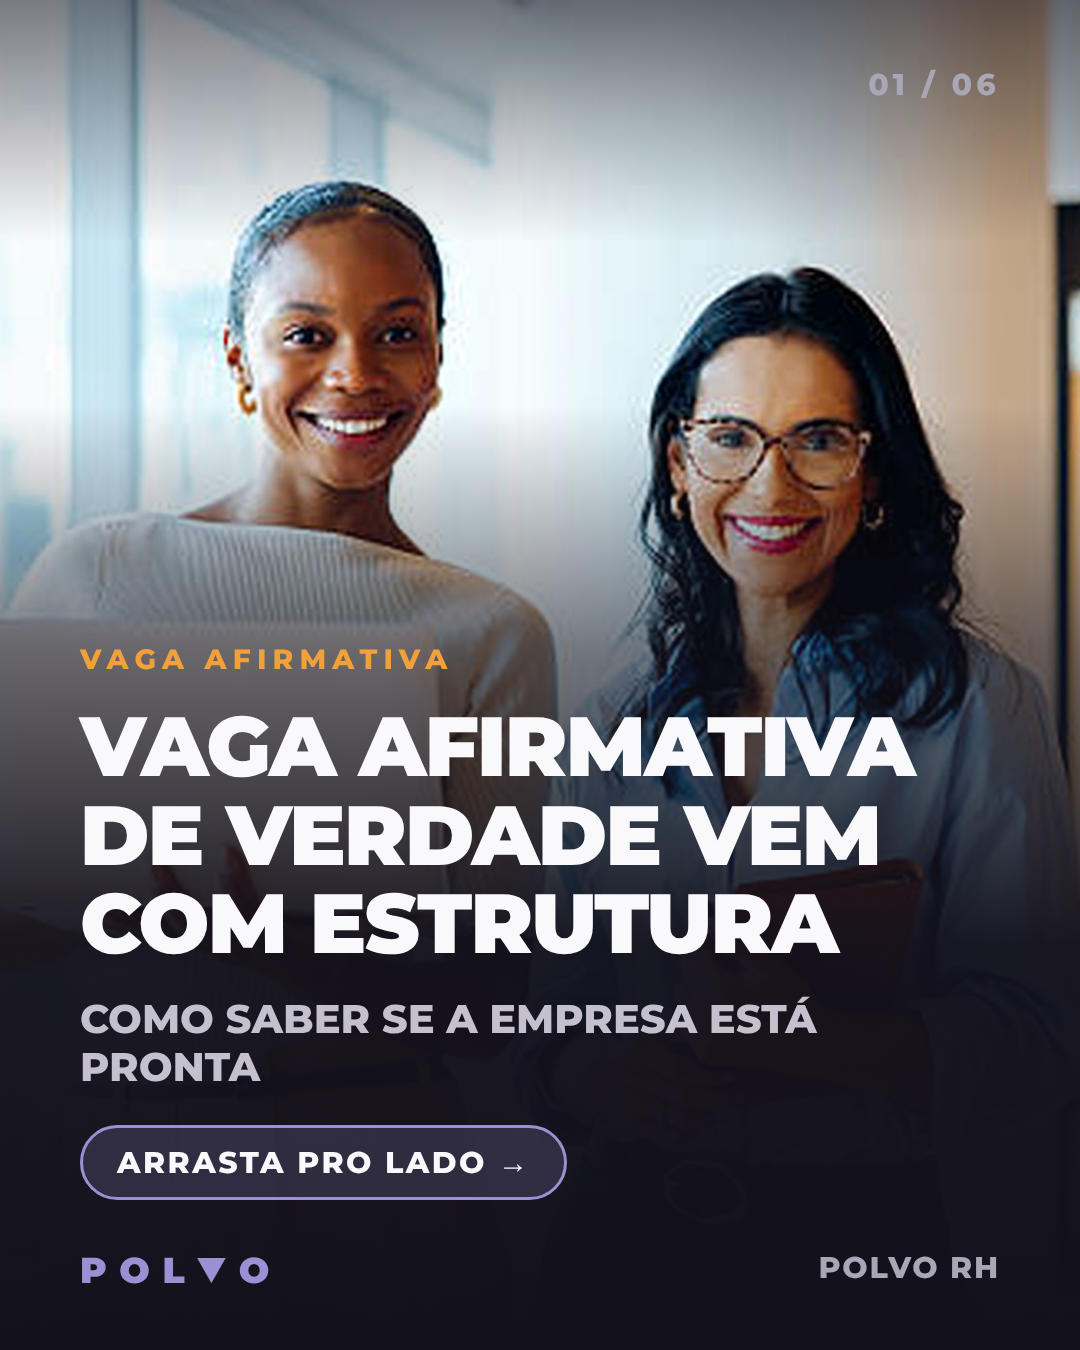 01 / 06
VAGA AFIRMATIVA
VAGA AFIRMATIVA
DE VERDADE VEM
COM ESTRUTURA
COMO SABER SE A EMPRESA ESTÁ
PRONTA
ARRASTA PRO LADO →
POLVO
POLVO RH